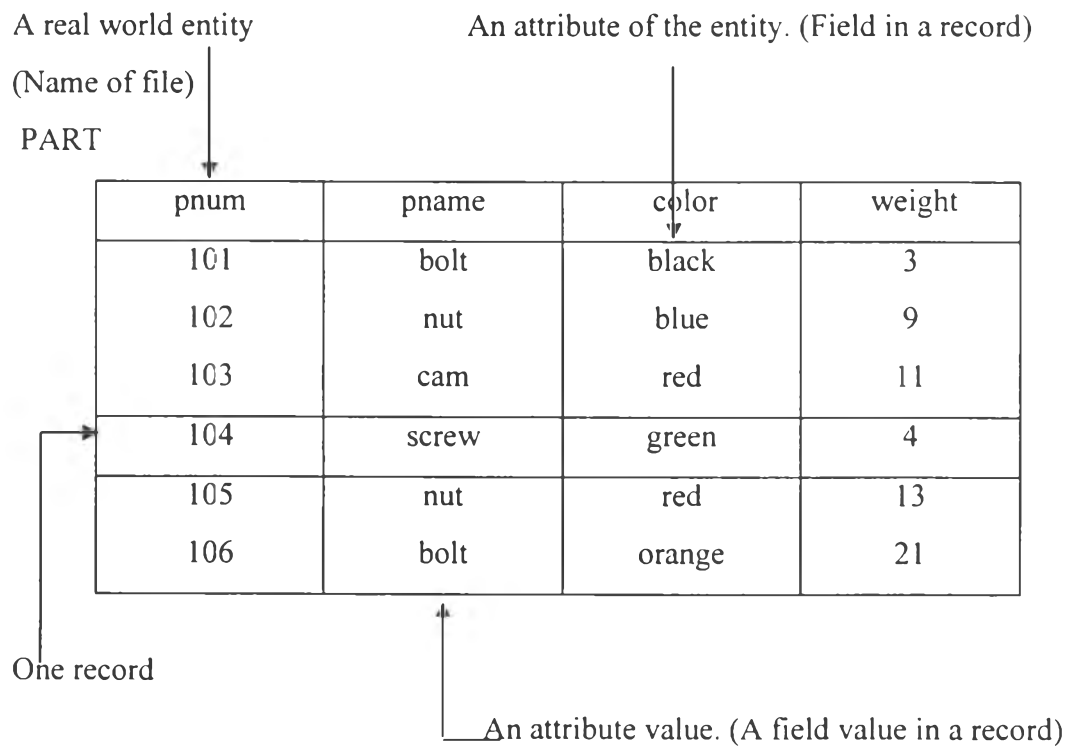 A real world entity
An attribute of the entity. (Field in a record)
(Name of file)
PART
pnum pname color weight
101 bolt black 3
102 nut blue 9
103 cam red 11
104 screw green 4
105 nut red 13
106 bolt orange 21
One record
An attribute value. (A field value in a record)